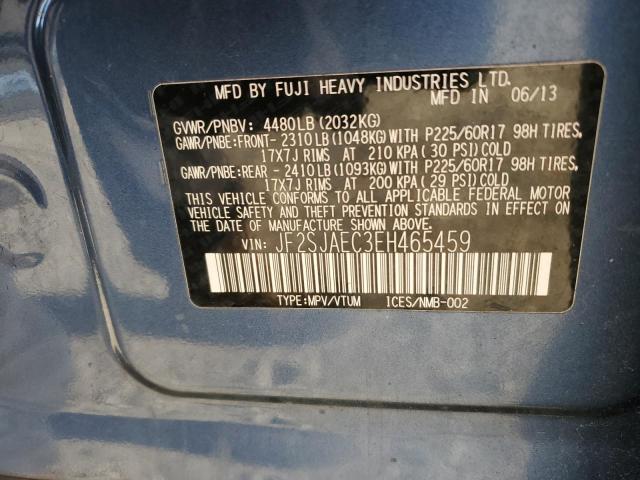 MFD BY FUJI HEAVY INDUSTRIES LTD.
MFD IN 06/13
GVWR/PNBV: 4480LB(2032KG)
GAWR/PNBE:FRONT-2310LB(1048KG)WITH P225/60R17 98H TIRES,
17X7J RIMS AT 210 KPA( 30 PSI)COLD
GAWR/PNBE:REAR -2410LB(1093KG)WITH P225/60R17 98H TIRES,
17X7J RIMS AT 200 KPA( 29 PSI)COLD
THIS VEHICLE CONFORMS TO ALL APPLICABLE FEDERAL MOTOR
VEHICLE SAFETY AND THEFT PREVENTION STANDARDS IN EFFECT ON
THE DATE OF MANUFACTURE SHOWN ABOVE.
VIN: JF2SJAEC3EH465459
TYPE:MPV/VTUM ICES/NMB-002